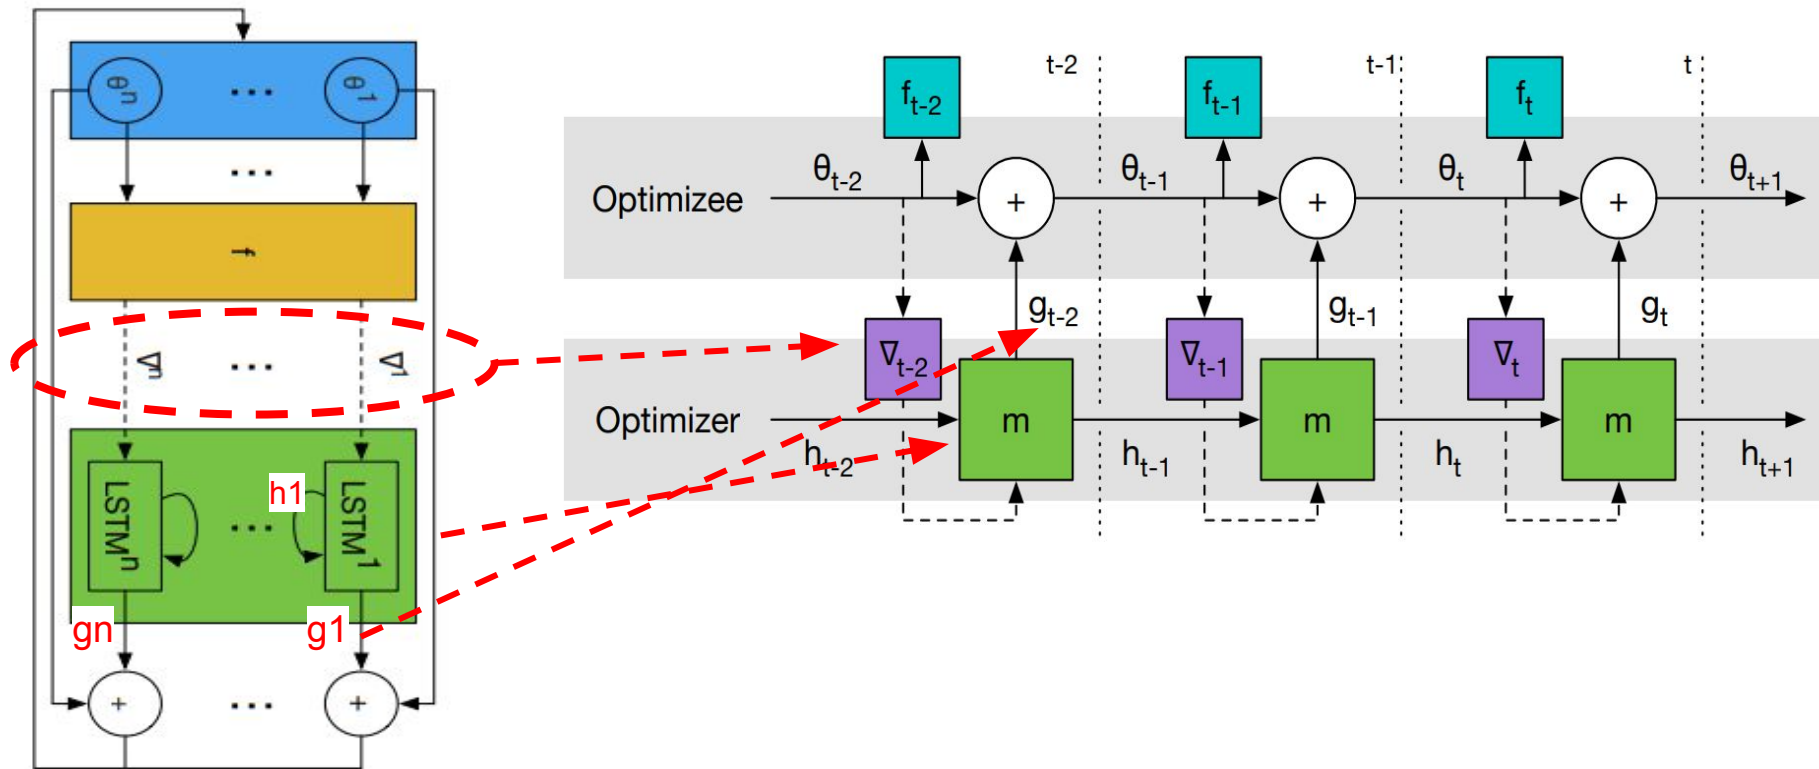 θⁿ ... θ¹
...
f
∇ⁿ ... ∇¹
LSTMⁿ ... h1 LSTM¹
gn g1
+ ... +
t-2 t-1 t
fₜ₋₂ fₜ₋₁ fₜ
Optimizee θₜ₋₂ + θₜ₋₁ + θₜ + θₜ₊₁
gₜ₋₂ gₜ₋₁ gₜ
∇ₜ₋₂ ∇ₜ₋₁ ∇ₜ
Optimizer m m m
hₜ₋₂ hₜ₋₁ hₜ hₜ₊₁